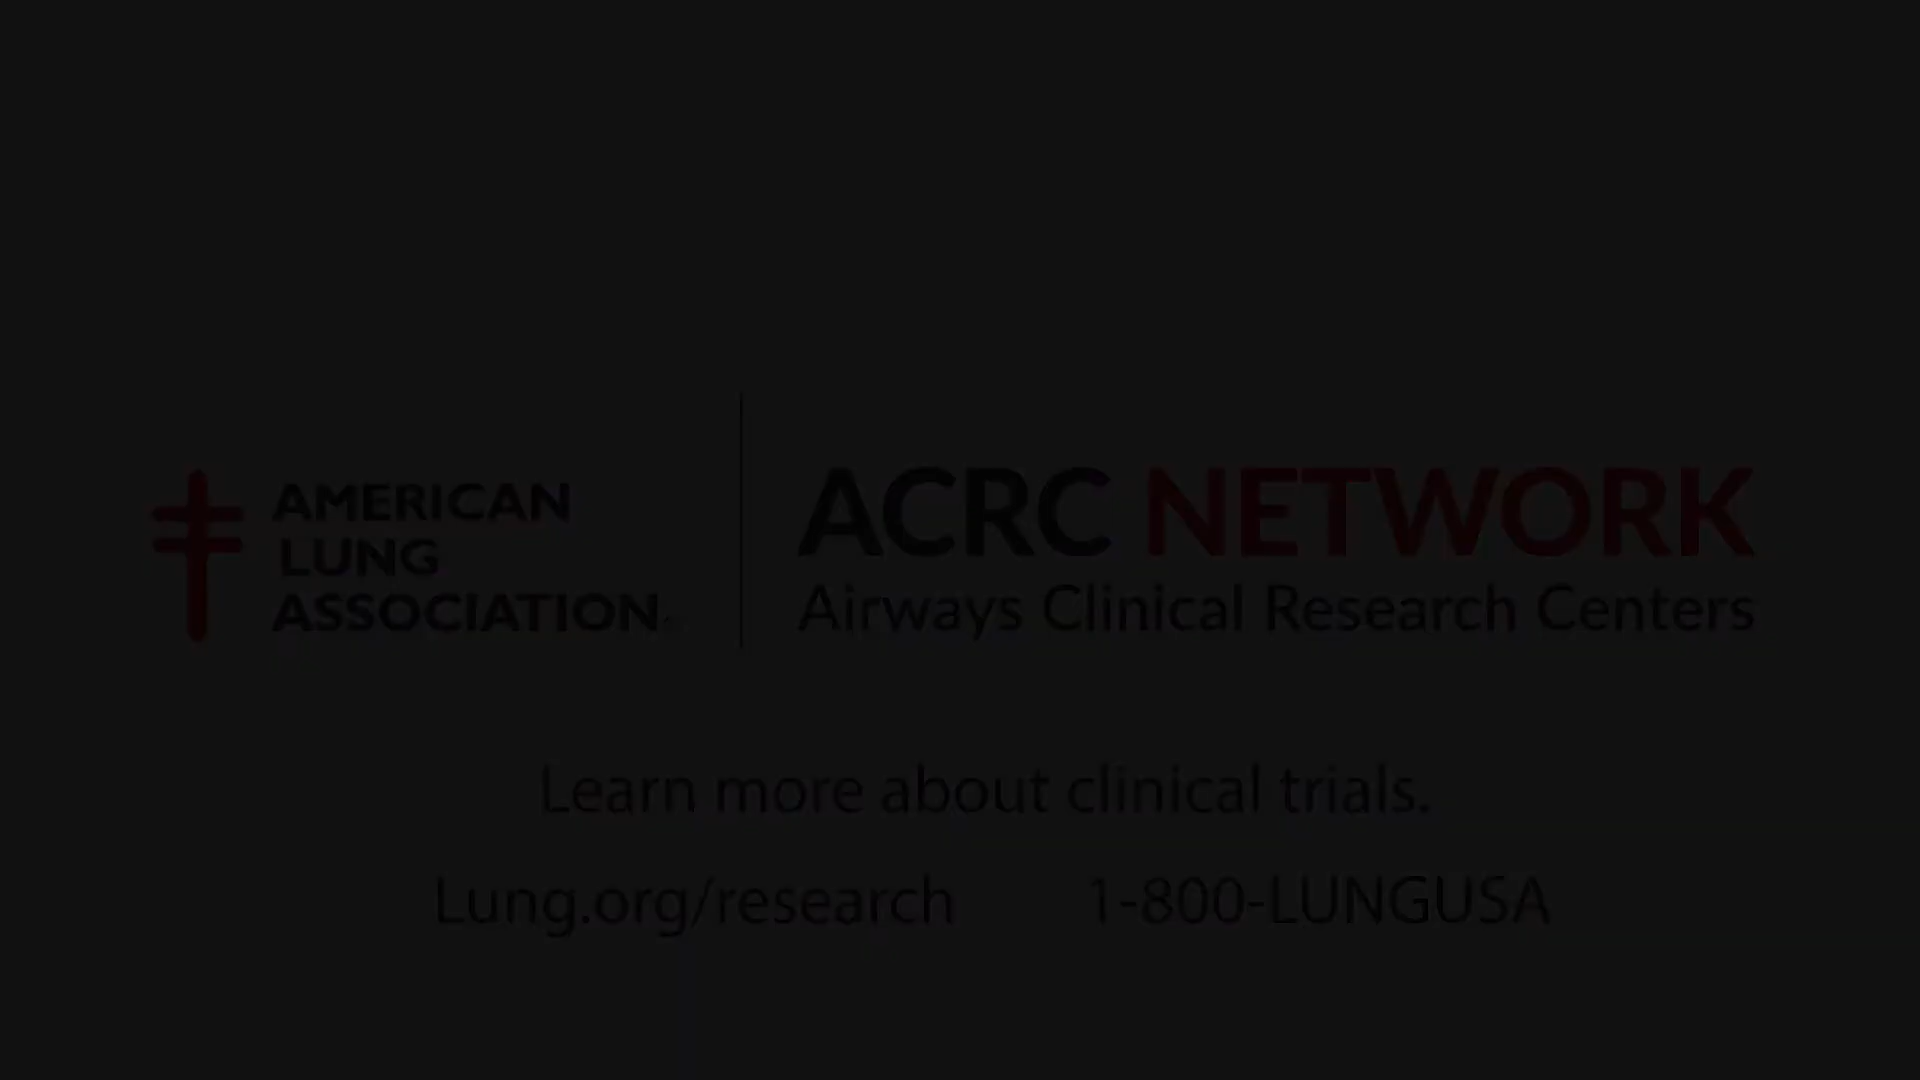 AMERICAN
LUNG
ASSOCIATION.
ACRC NETWORK
Airways Clinical Research Centers
Learn more about clinical trials.
Lung.org/research 1-800-LUNGUSA